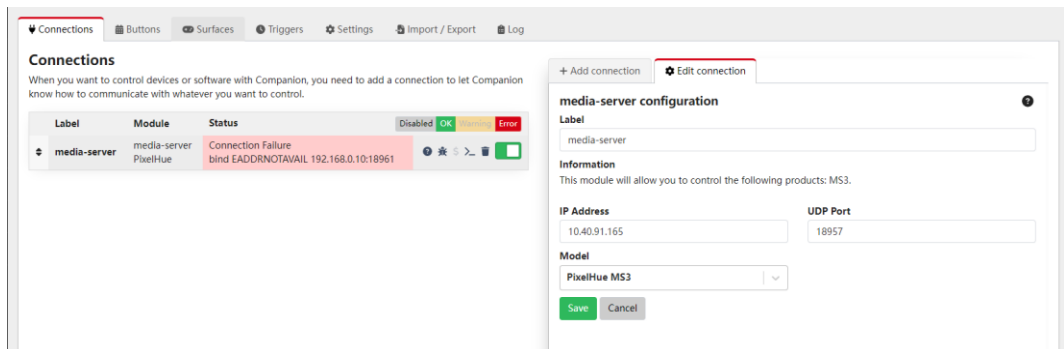 Connections Buttons Surfaces Triggers Settings Import / Export Log
Connections
When you want to control devices or software with Companion, you need to add a connection to let Companion
know how to communicate with whatever you want to control.
Label Module Status Disabled OK Warning Error
media-server media-server PixelHue Connection Failure
bind EADDRNOTAVAIL 192.168.0.10:18961
+ Add connection Edit connection
media-server configuration
Label
media-server
Information
This module will allow you to control the following products: MS3.
IP Address UDP Port
10.40.91.165 18957
Model
PixelHue MS3
Save Cancel